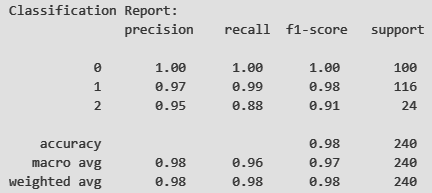 Classification Report:
precision recall f1-score support
0 1.00 1.00 1.00 100
1 0.97 0.99 0.98 116
2 0.95 0.88 0.91 24
accuracy 0.98 240
macro avg 0.98 0.96 0.97 240
weighted avg 0.98 0.98 0.98 240